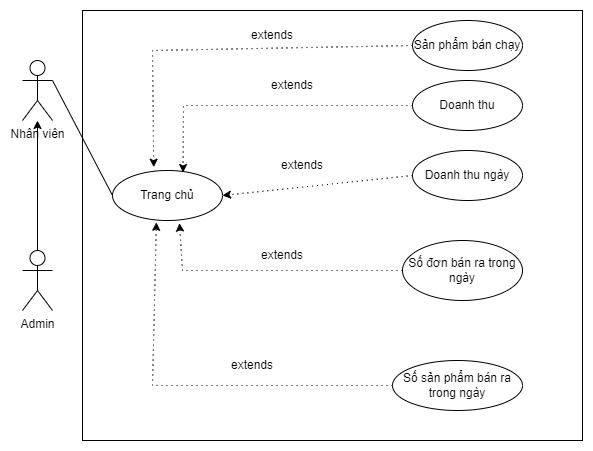 extends
Sản phẩm bán chạy
extends
Doanh thu
Nhân viên
extends
Doanh thu ngày
Trang chủ
extends
Số đơn bán ra trong
ngày
Admin
extends
Số sản phẩm bán ra
trong ngày